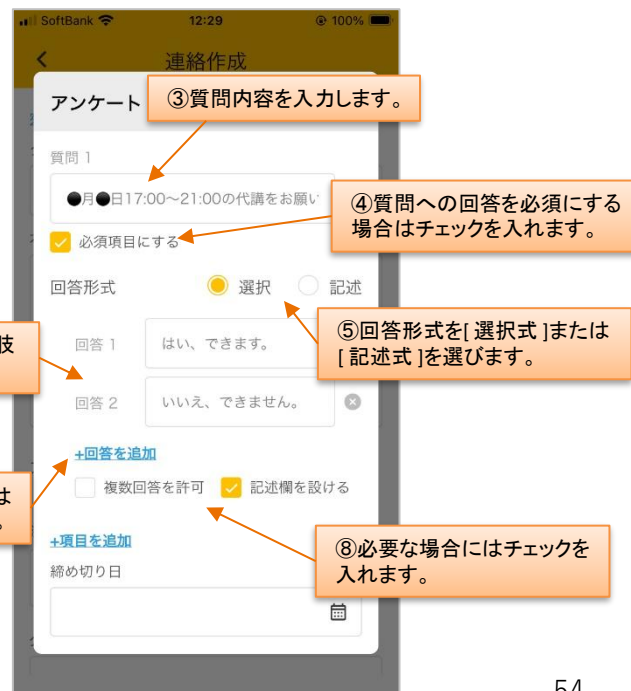 SoftBank 12:29 100%
連絡作成
アンケート
③質問内容を入力します。
質問 1
●月●日17:00～21:00の代講をお願い
④質問への回答を必須にする
場合はチェックを入れます。
必須項目にする
回答形式 選択 記述
⑤回答形式を[ 選択式 ]または
[ 記述式 ]を選びます。
肢
回答 1 はい、できます。
回答 2 いいえ、できません。
+回答を追加
は
。
複数回答を許可 記述欄を設ける
⑧必要な場合にはチェックを
入れます。
+項目を追加
締め切り日
54